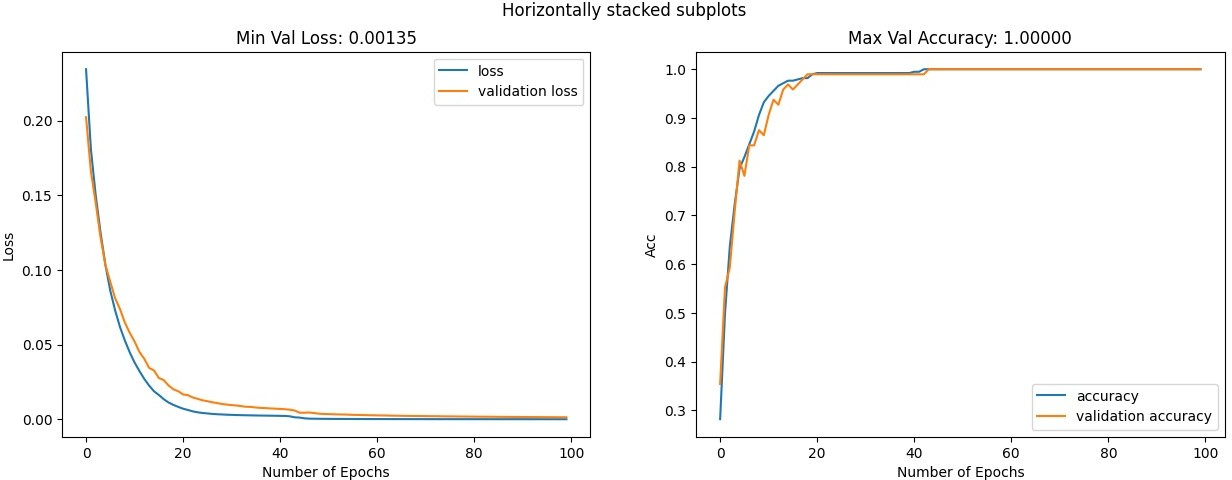 Horizontally stacked subplots
Min Val Loss: 0.00135
loss
validation loss
0.20
0.15
0.10
0.05
0.00
Loss
0 20 40 60 80 100
Number of Epochs
Max Val Accuracy: 1.00000
1.0
0.9
0.8
0.7
0.6
0.5
0.4
0.3
Acc
accuracy
validation accuracy
0 20 40 60 80 100
Number of Epochs